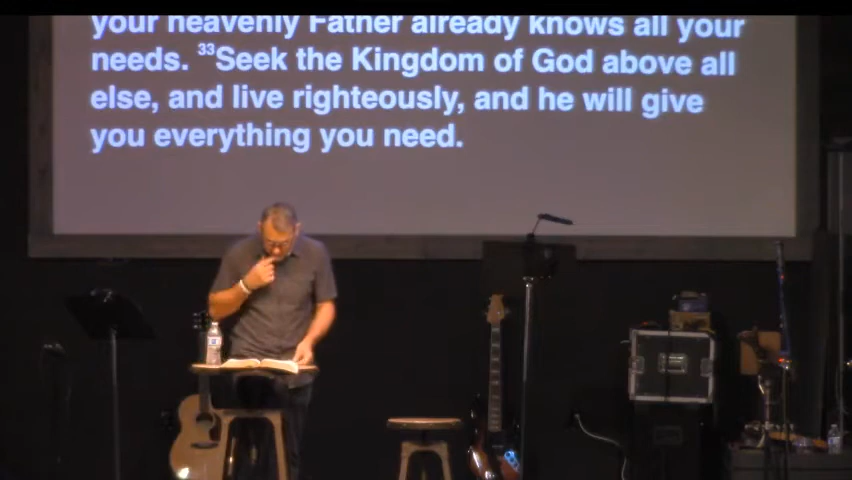 your heavenly Father already knows all your
needs. ³³Seek the Kingdom of God above all
else, and live righteously, and he will give
you everything you need.